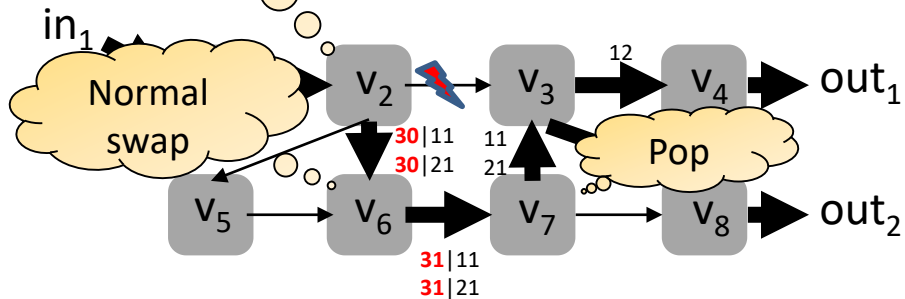 in1
12
v2
v3
v4
out1
Normal
swap
30|11
30|21
11
21
Pop
v5
v6
v7
v8
out2
31|11
31|21